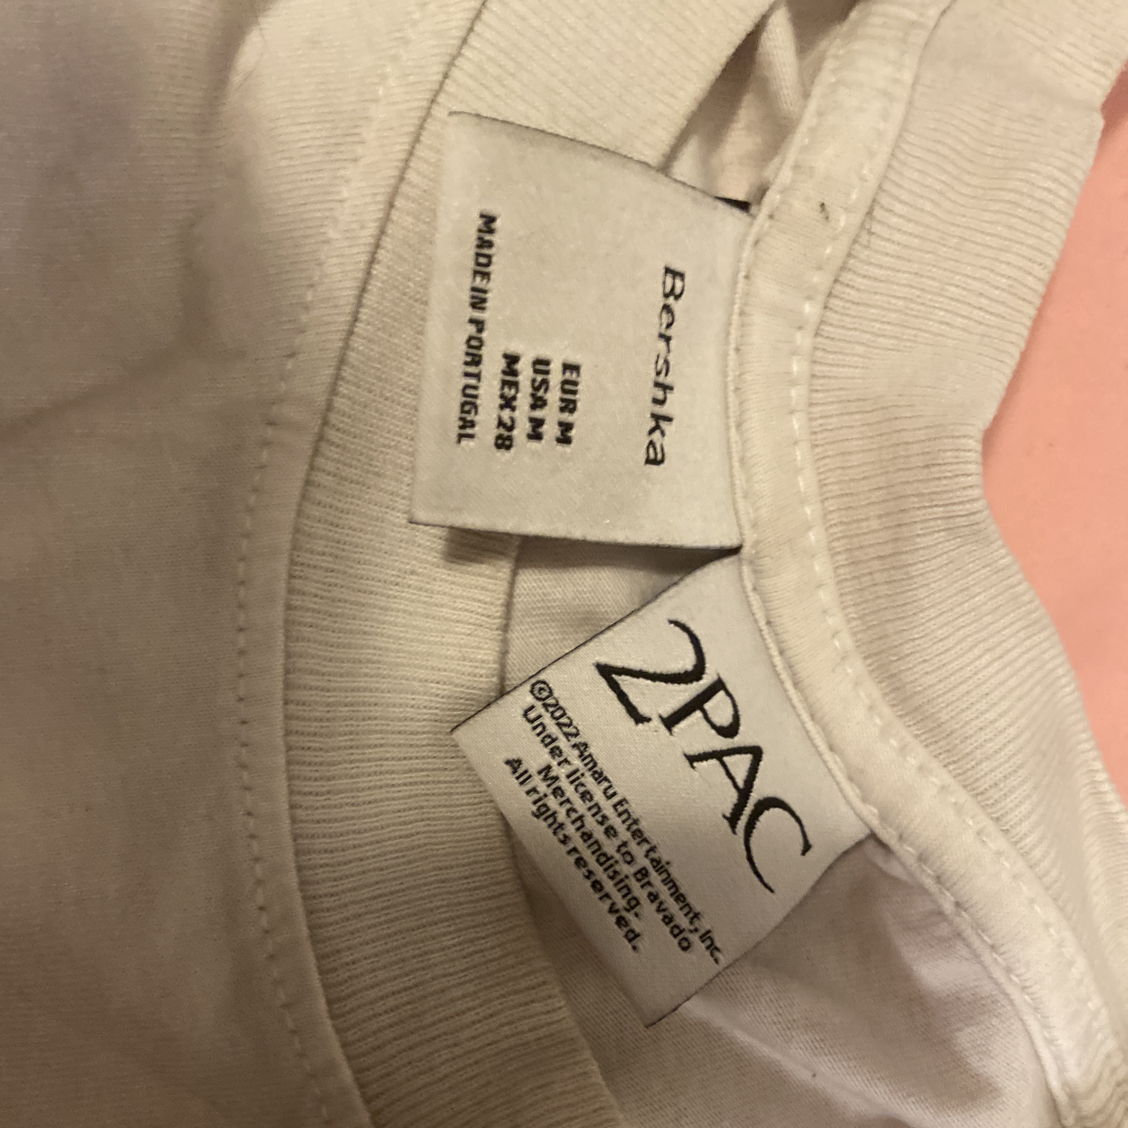 Bershka
EUR M
USA M
MEX 28
MADE IN PORTUGAL
2PAC
©2022 Amaru Entertainment, Inc.
Under license to Bravado
Merchandising.
All rights reserved.